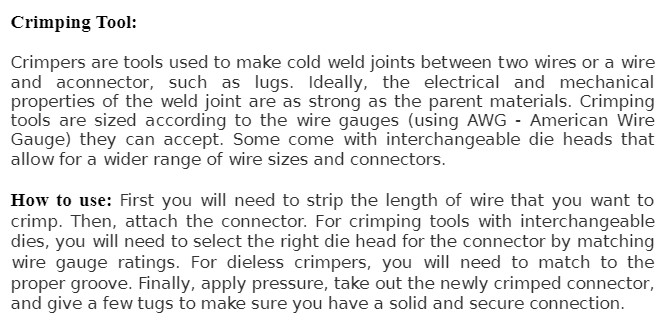 Crimping Tool:
Crimpers are tools used to make cold weld joints between two wires or a wire
and aconnector, such as lugs. Ideally, the electrical and mechanical
properties of the weld joint are as strong as the parent materials. Crimping
tools are sized according to the wire gauges (using AWG - American Wire
Gauge) they can accept. Some come with interchangeable die heads that
allow for a wider range of wire sizes and connectors.
How to use: First you will need to strip the length of wire that you want to
crimp. Then, attach the connector. For crimping tools with interchangeable
dies, you will need to select the right die head for the connector by matching
wire gauge ratings. For dieless crimpers, you will need to match to the
proper groove. Finally, apply pressure, take out the newly crimped connector,
and give a few tugs to make sure you have a solid and secure connection.